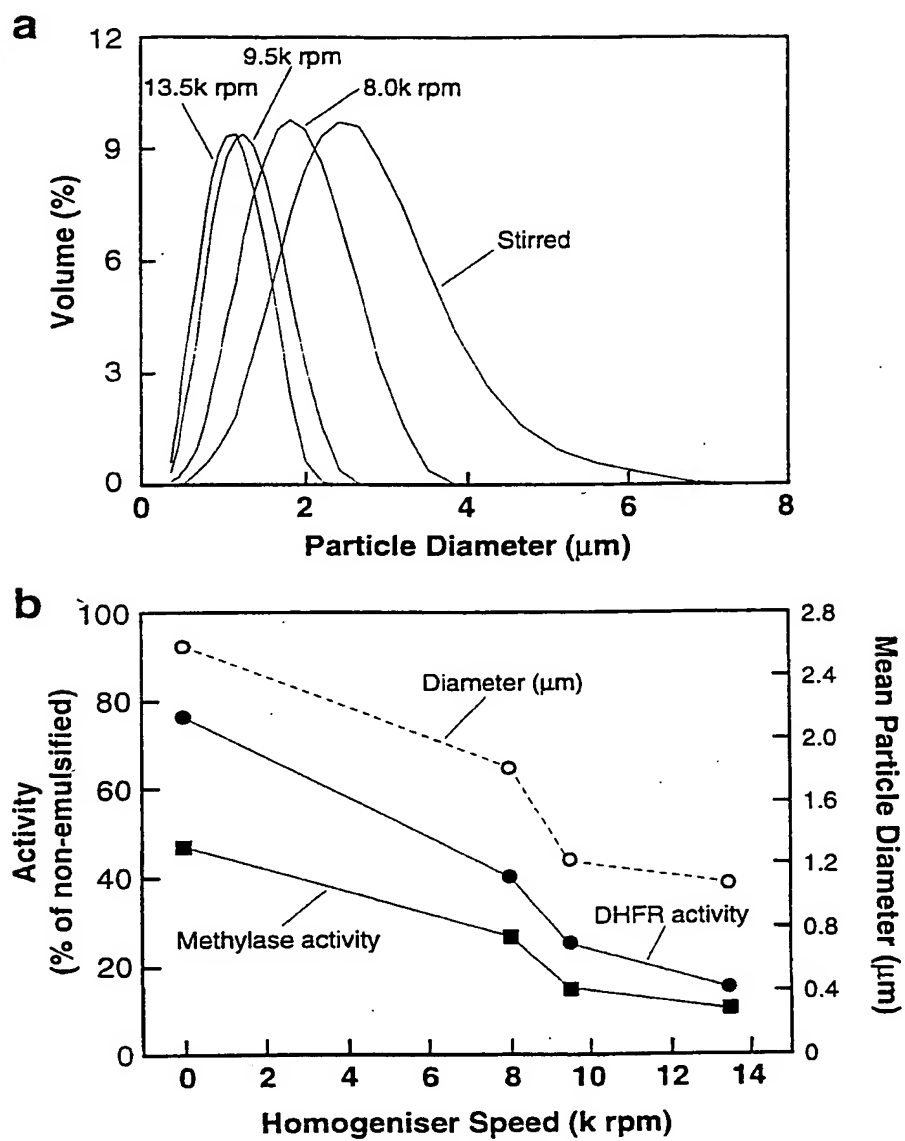 a
12
9
6
3
0
Volume (%)
13.5k rpm
9.5k rpm
8.0k rpm
Stirred
0 2 4 6 8
Particle Diameter (μm)
b
100
80
60
40
20
0
Activity
(% of non-emulsified)
Diameter (μm)
Methylase activity
DHFR activity
2.8
2.4
2.0
1.6
1.2
0.8
0.4
0
Mean Particle Diameter (μm)
0 2 4 6 8 10 12 14
Homogeniser Speed (k rpm)